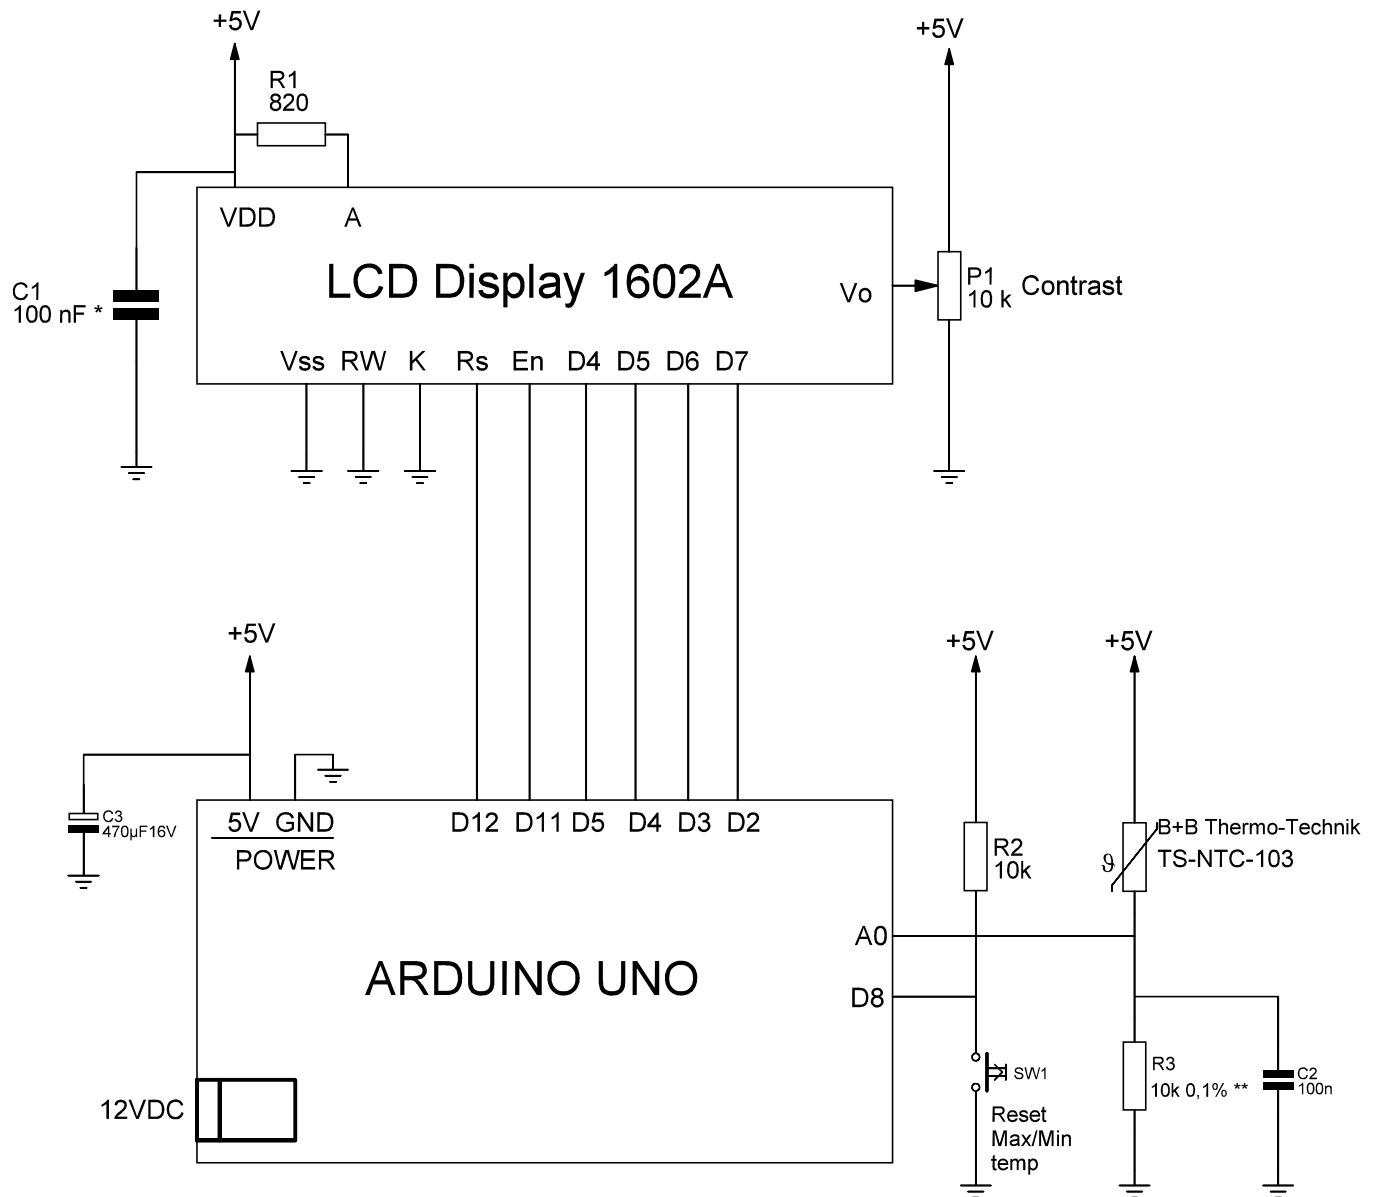 +5V
+5V
R1
820
VDD
A
LCD Display 1602A
C1
100 nF *
Vo
P1
10 k
Contrast
Vss RW K Rs En D4 D5 D6 D7
+5V
+5V
+5V
C3
470µF16V
5V GND
POWER
D12 D11 D5 D4 D3 D2
R2
10k
ϑ
B+B Thermo-Technik
TS-NTC-103
A0
ARDUINO UNO
D8
SW1
R3
10k 0,1% **
C2
100n
12VDC
Reset
Max/Min
temp